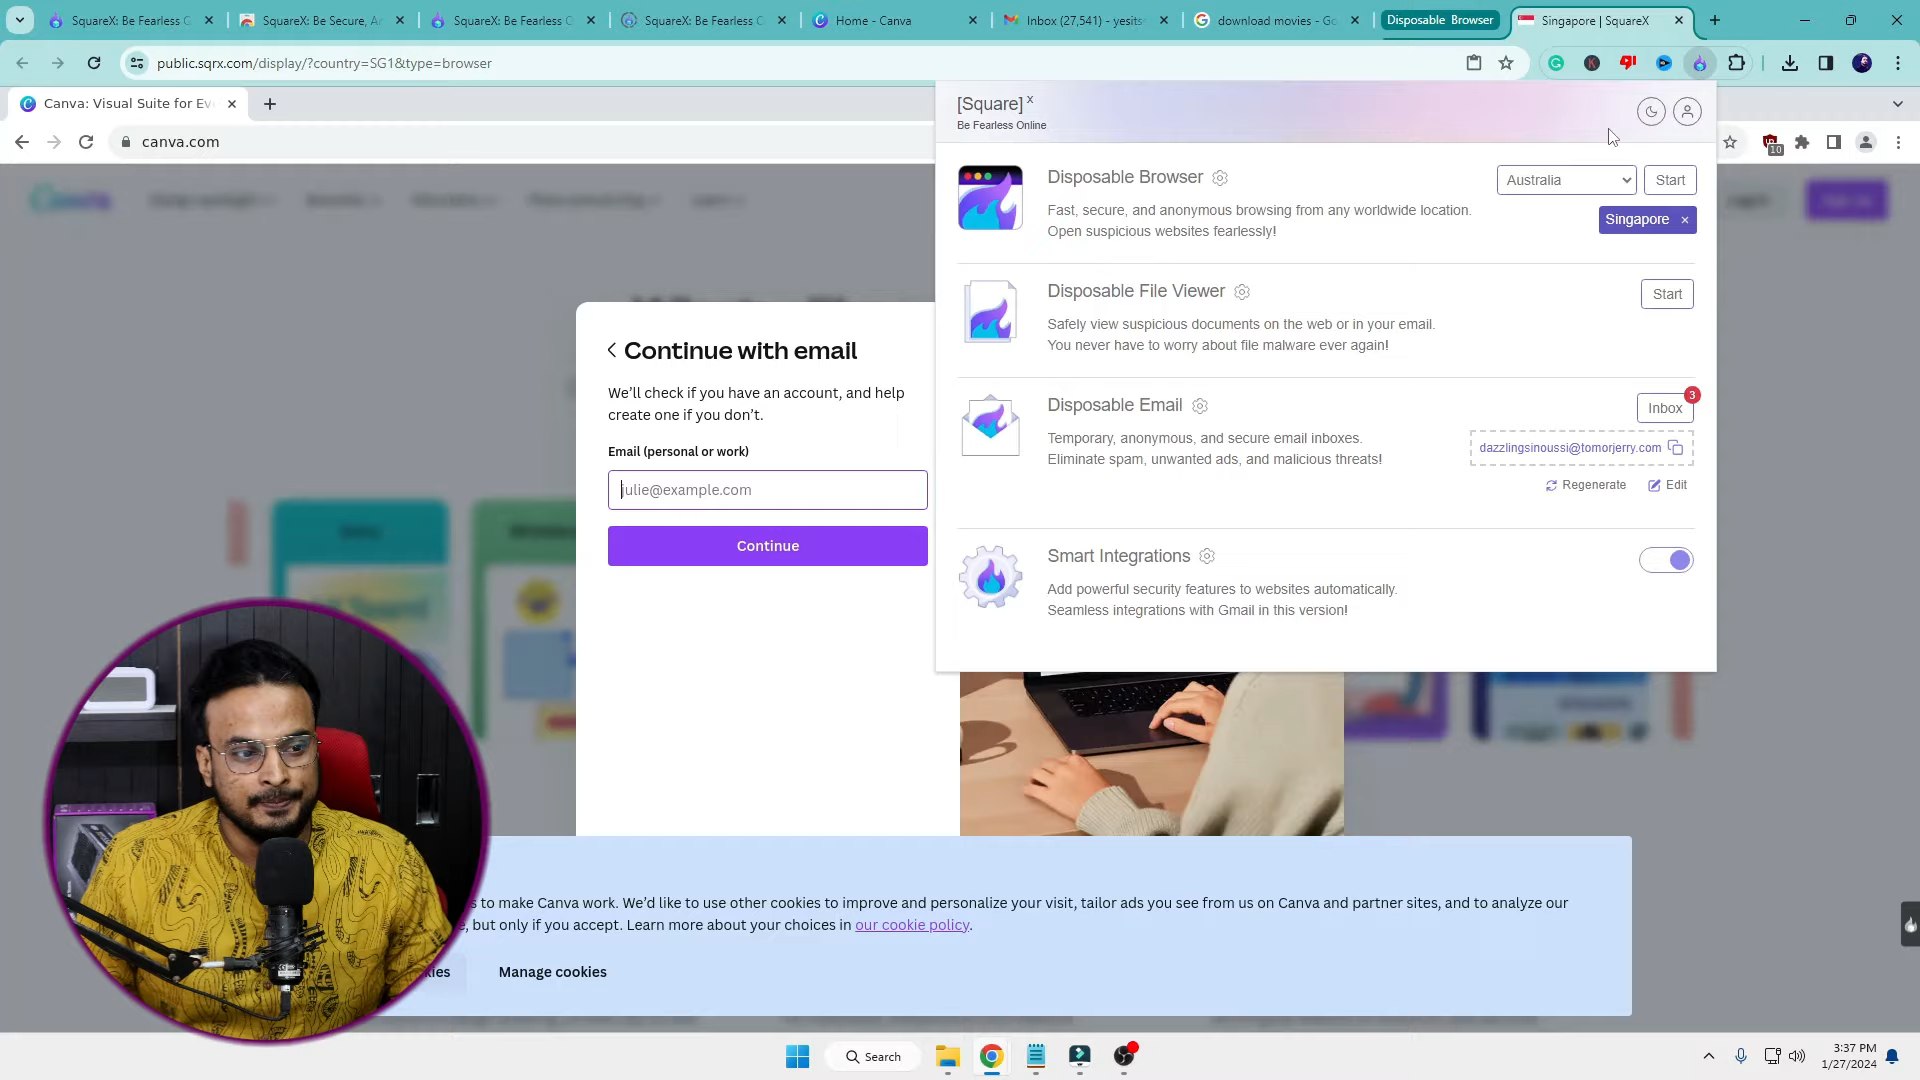 SquareX: Be Fearless C
SquareX: Be Secure, A
SquareX: Be Fearless C
SquareX: Be Fearless C
Home - Canva
Inbox (27,541) - yesits
download movies - Go
Disposable Browser
Singapore | SquareX
public.sqrx.com/display/?country=SG1&type=browser
Canva: Visual Suite for Ev
canva.com
10
[Square] x
Be Fearless Online
Disposable Browser
Australia
Start
Fast, secure, and anonymous browsing from any worldwide location.
Open suspicious websites fearlessly!
Singapore ×
Disposable File Viewer
Start
Safely view suspicious documents on the web or in your email.
You never have to worry about file malware ever again!
Disposable Email
Inbox
3
Temporary, anonymous, and secure email inboxes.
Eliminate spam, unwanted ads, and malicious threats!
dazzlingsinoussi@tomorjerry.com
Regenerate
Edit
Smart Integrations
Add powerful security features to websites automatically.
Seamless integrations with Gmail in this version!
Continue with email
We'll check if you have an account, and help
create one if you don't.
Email (personal or work)
julie@example.com
Continue
s to make Canva work. We'd like to use other cookies to improve and personalize your visit, tailor ads you see from us on Canva and partner sites, and to analyze our
e, but only if you accept. Learn more about your choices in our cookie policy.
kies
Manage cookies
Search
3:37 PM
1/27/2024